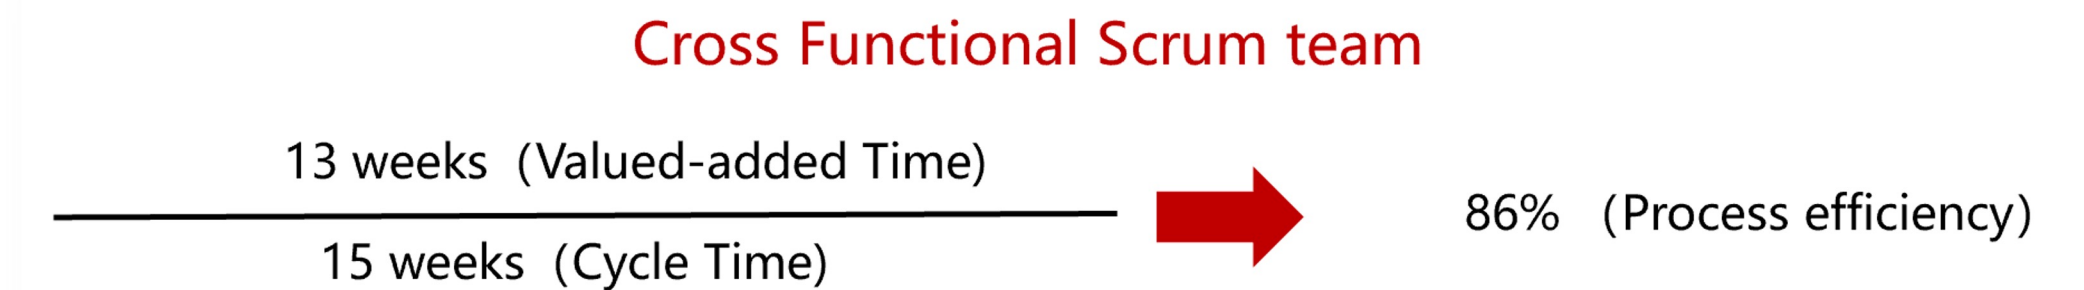 Cross Functional Scrum team
13 weeks (Valued-added Time)
15 weeks (Cycle Time)
86% (Process efficiency)